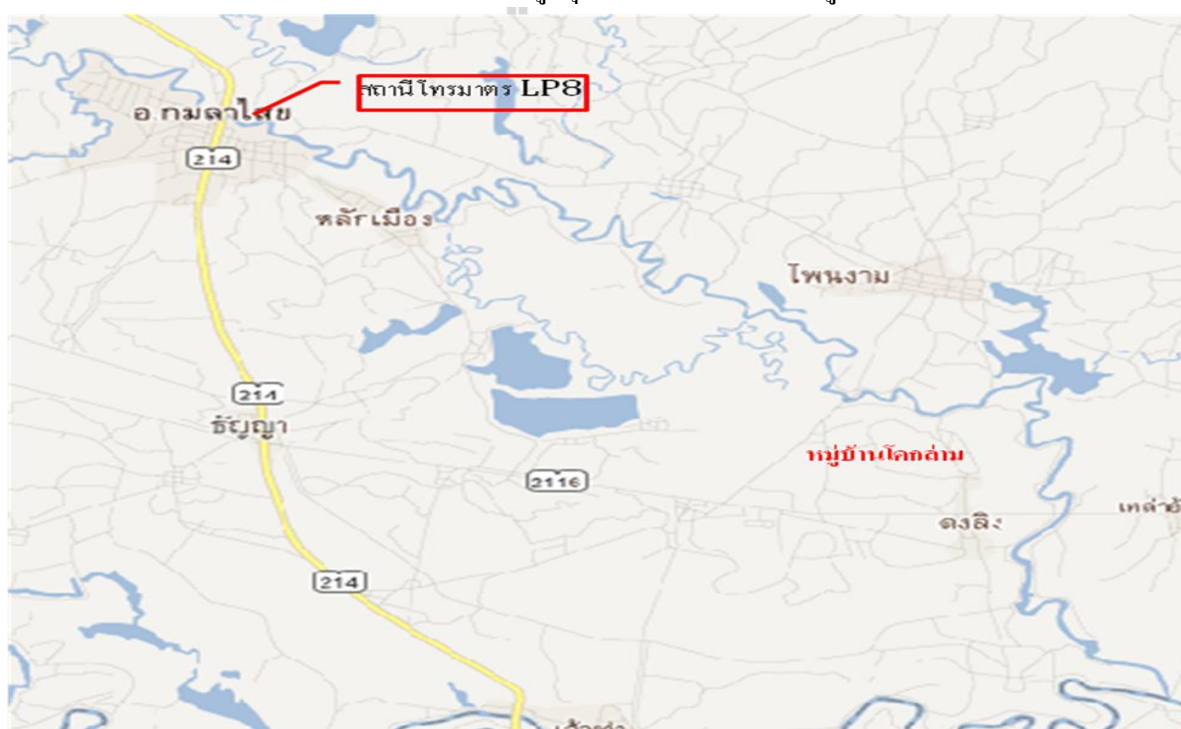 สถานีโทรมาตร LP8
อ.กมลาไสย
214
หลักเมือง
โพนงาม
214
ธัญญา
หมู่บ้านโคกล่าม
2116
ดงลิง
214